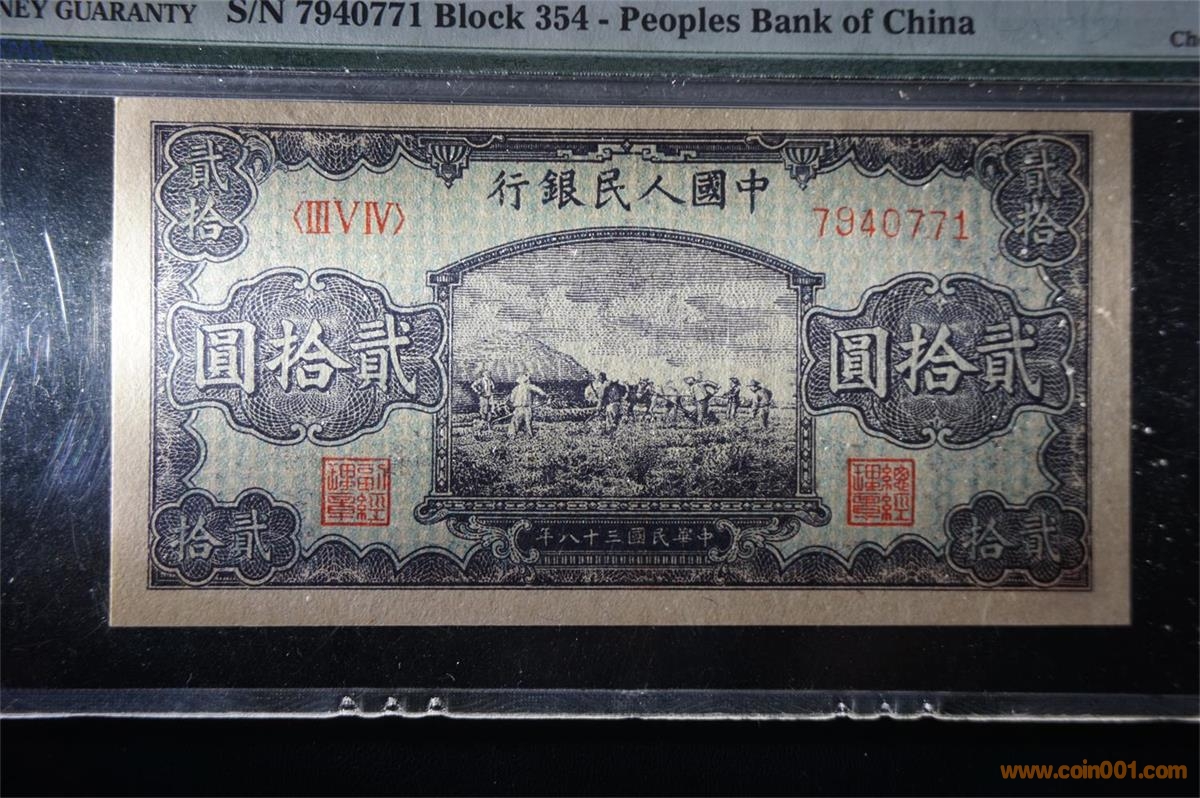 NEY GUARANTY
S/N 7940771 Block 354 - Peoples Bank of China
貳拾
中國人民銀行
貳拾
〈ⅢⅤⅣ〉
7940771
貳拾圓
貳拾圓
副經理章
總經理章
貳拾
中華民國三十八年
貳拾
www.coin001.com